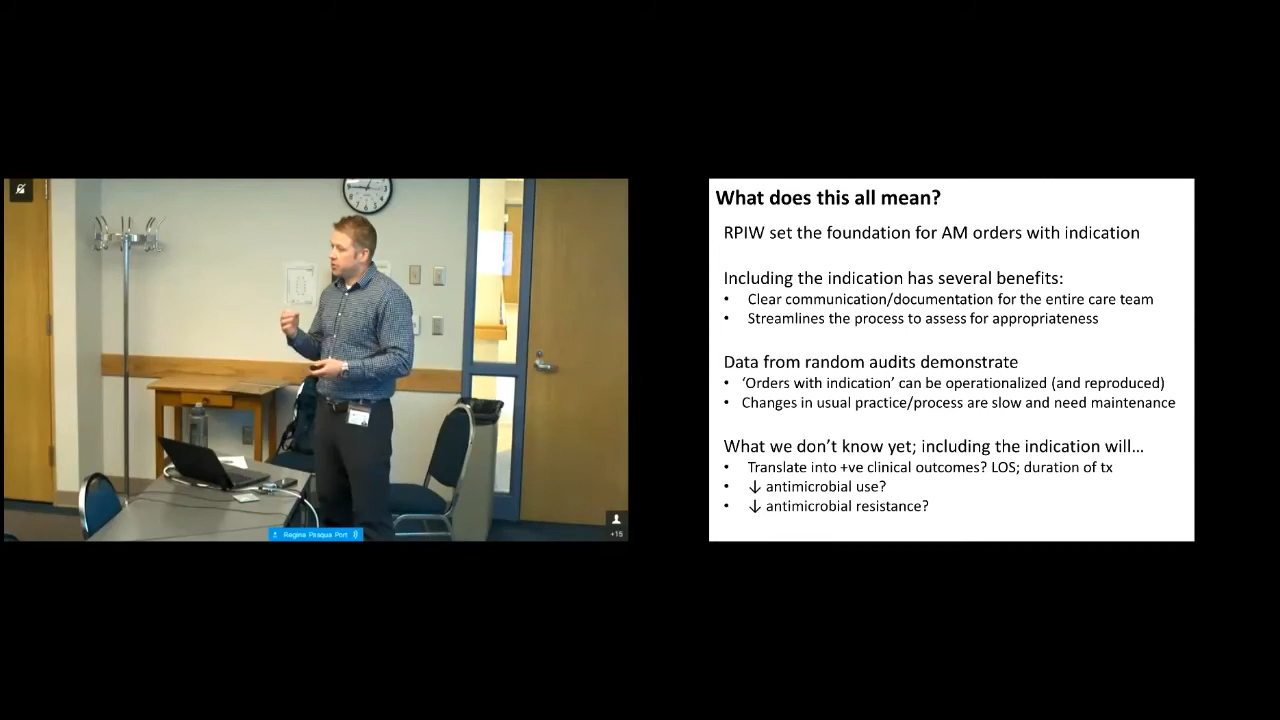 What does this all mean?
RPIW set the foundation for AM orders with indication
Including the indication has several benefits:
• Clear communication/documentation for the entire care team
• Streamlines the process to assess for appropriateness
Data from random audits demonstrate
• ‘Orders with indication’ can be operationalized (and reproduced)
• Changes in usual practice/process are slow and need maintenance
What we don’t know yet; including the indication will…
• Translate into +ve clinical outcomes? LOS; duration of tx
• ↓ antimicrobial use?
• ↓ antimicrobial resistance?
Regina Pasqua Port
+15